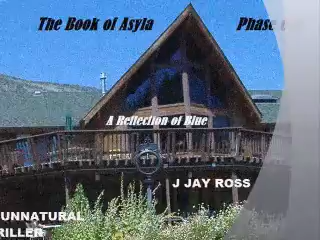 The Book of Asyla Phase
A Reflection of Blue
J JAY ROSS
UNNATURAL
RILLER